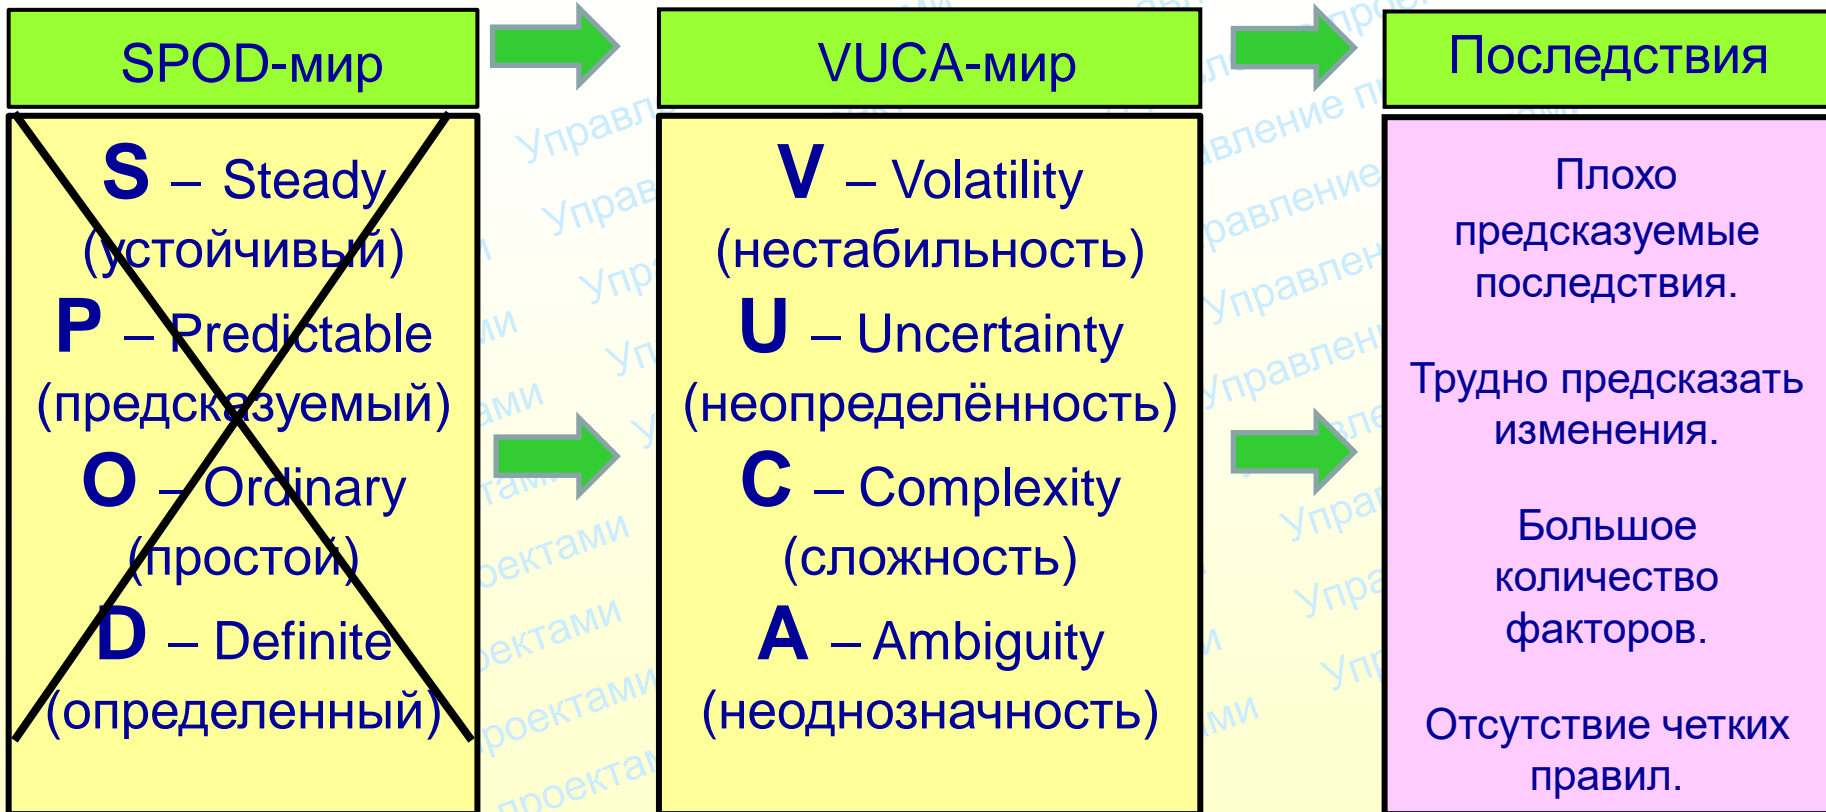 SPOD-мир
S – Steady
(устойчивый)
P – Predictable
(предсказуемый)
O – Ordinary
(простой)
D – Definite
(определенный)
VUCA-мир
V – Volatility
(нестабильность)
U – Uncertainty
(неопределённость)
C – Complexity
(сложность)
A – Ambiguity
(неоднозначность)
Последствия
Плохо
предсказуемые
последствия.
Трудно предсказать
изменения.
Большое
количество
факторов.
Отсутствие четких
правил.